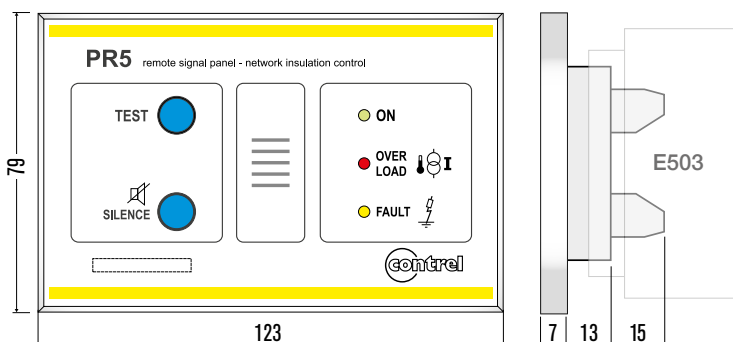 PR5 remote signal panel - network insulation control
TEST
SILENCE
ON
OVER
LOAD
I
FAULT
contrel
E503
79
123
7
13
15